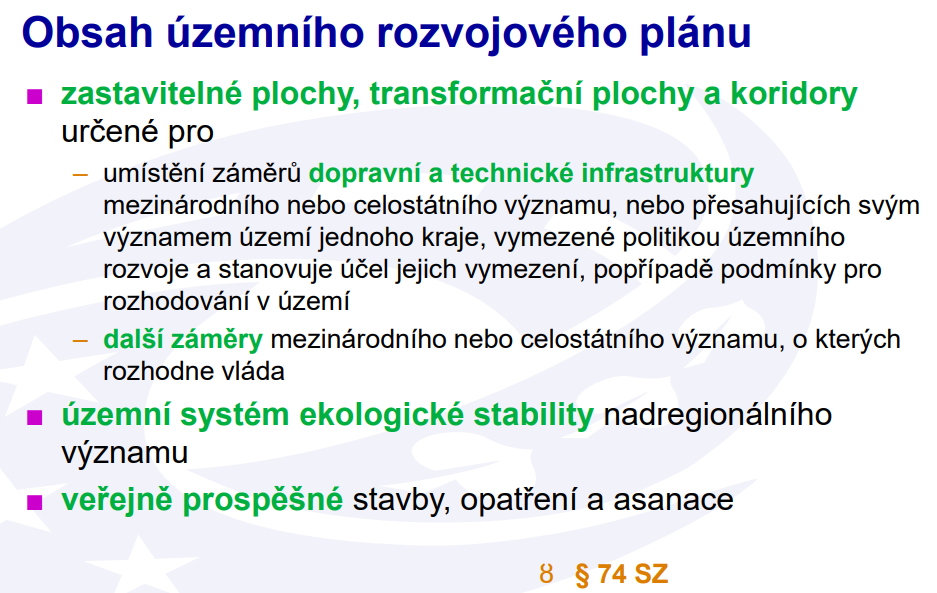 Obsah územního rozvojového plánu
zastavitelné plochy, transformační plochy a koridory
určené pro
– umístění záměrů dopravní a technické infrastruktury
mezinárodního nebo celostátního významu, nebo přesahujících svým
významem území jednoho kraje, vymezené politikou územního
rozvoje a stanovuje účel jejich vymezení, popřípadě podmínky pro
rozhodování v území
– další záměry mezinárodního nebo celostátního významu, o kterých
rozhodne vláda
územní systém ekologické stability nadregionálního
významu
veřejně prospěšné stavby, opatření a asanace
8 § 74 SZ